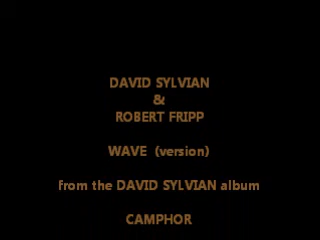 DAVID SYLVIAN
&
ROBERT FRIPP
WAVE (version)
from the DAVID SYLVIAN album
CAMPHOR